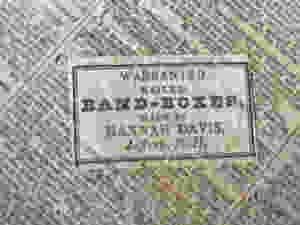 WARRANTED
NAILED
BAND-BOXES,
MADE BY
HANNAH DAVIS,